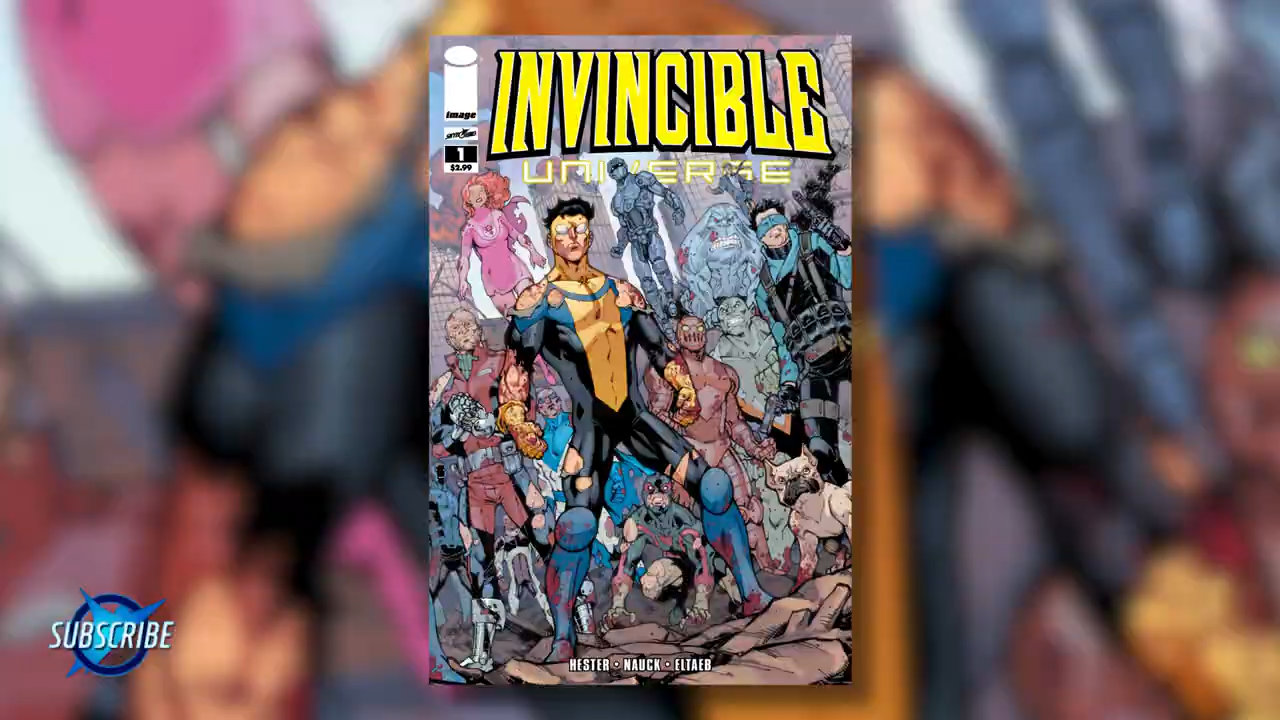 INVINCIBLE
UNIVERSE
image
1
$2.99
HESTER • NAUCK • ELTAEB
SUBSCRIBE